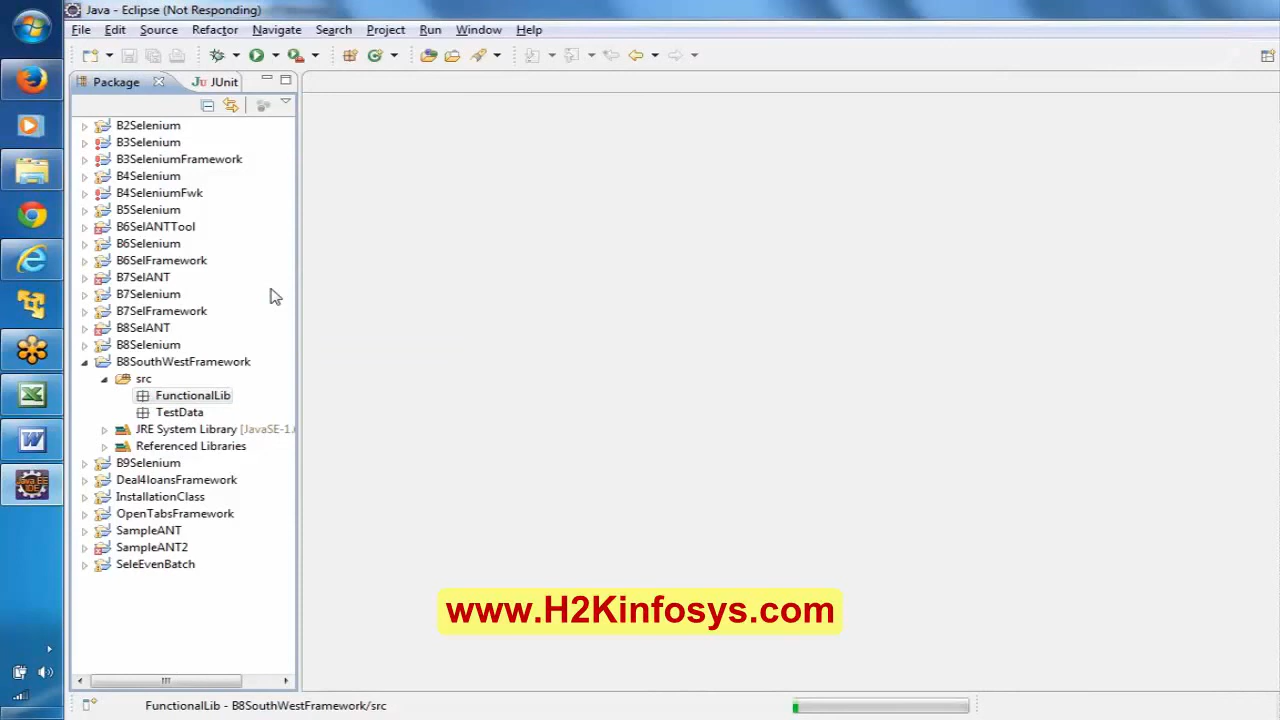 Java - Eclipse (Not Responding)
File Edit Source Refactor Navigate Search Project Run Window Help
Package JUnit
B2Selenium
B3Selenium
B3SeleniumFramework
B4Selenium
B4SeleniumFwk
B5Selenium
B6SelANTTool
B6Selenium
B6SelFramework
B7SelANT
B7Selenium
B7SelFramework
B8SelANT
B8Selenium
B8SouthWestFramework
src
FunctionalLib
TestData
JRE System Library [JavaSE-1.
Referenced Libraries
B9Selenium
Deal4loansFramework
InstallationClass
OpenTabsFramework
SampleANT
SampleANT2
SeleEvenBatch
www.H2Kinfosys.com
FunctionalLib - B8SouthWestFramework/src